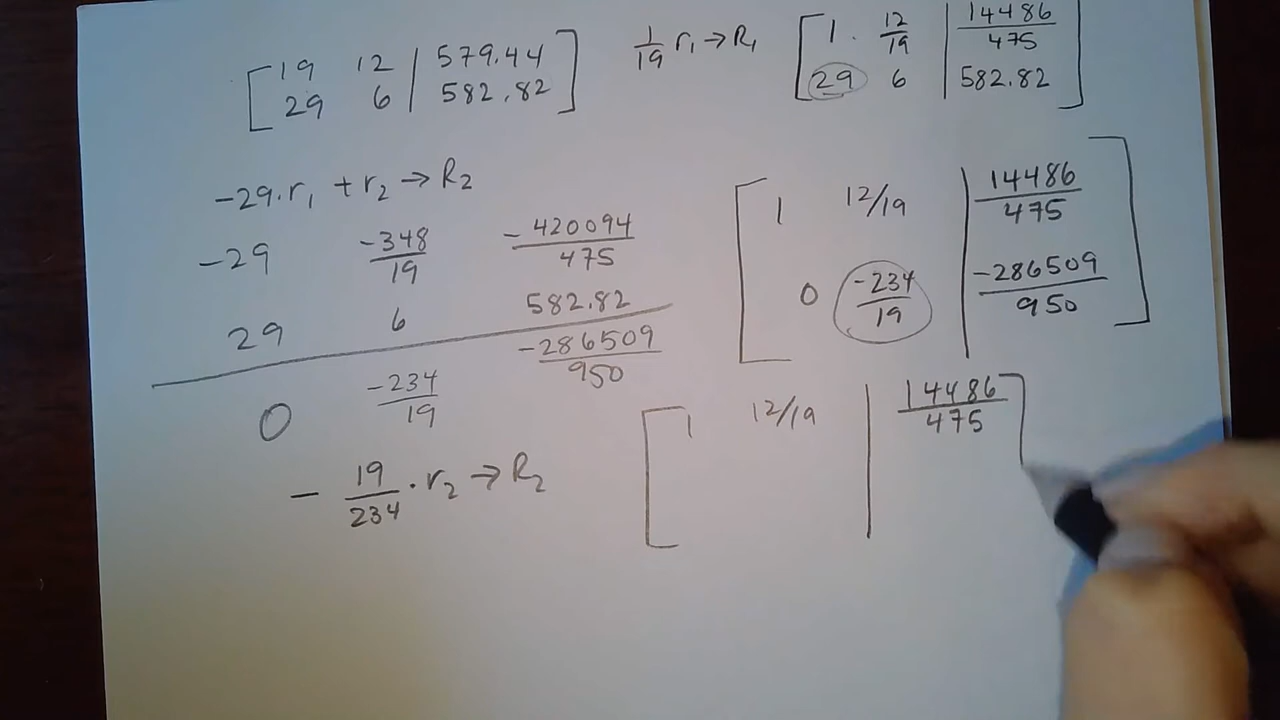 [ 19 12 | 579.44 ]
[ 29 6 | 582.82 ]
1/19 r₁ → R₁
[ 1 12/19 | 14486/475 ]
[ 29 6 | 582.82 ]
-29·r₁ + r₂ → R₂
-29 -348/19 -420094/475
29 6 582.82
0 -234/19 -286509/950
[ 1 12/19 | 14486/475 ]
[ 0 -234/19 | -286509/950 ]
- 19/234 · r₂ → R₂
[ 1 12/19 | 14486/475 ]